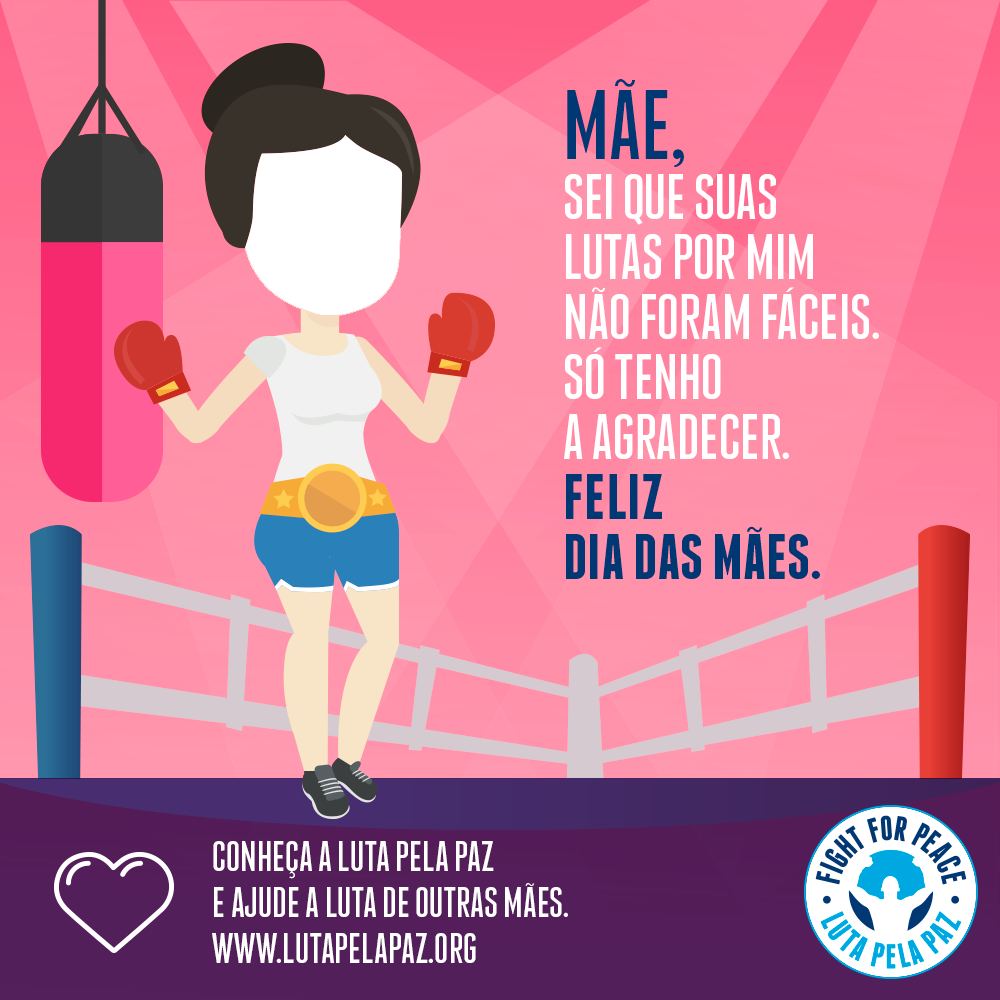 MÃE,
SEI QUE SUAS
LUTAS POR MIM
NÃO FORAM FÁCEIS.
SÓ TENHO
A AGRADECER.
FELIZ
DIA DAS MÃES.
CONHEÇA A LUTA PELA PAZ
E AJUDE A LUTA DE OUTRAS MÃES.
WWW.LUTAPELAPAZ.ORG
FIGHT FOR PEACE
LUTA PELA PAZ